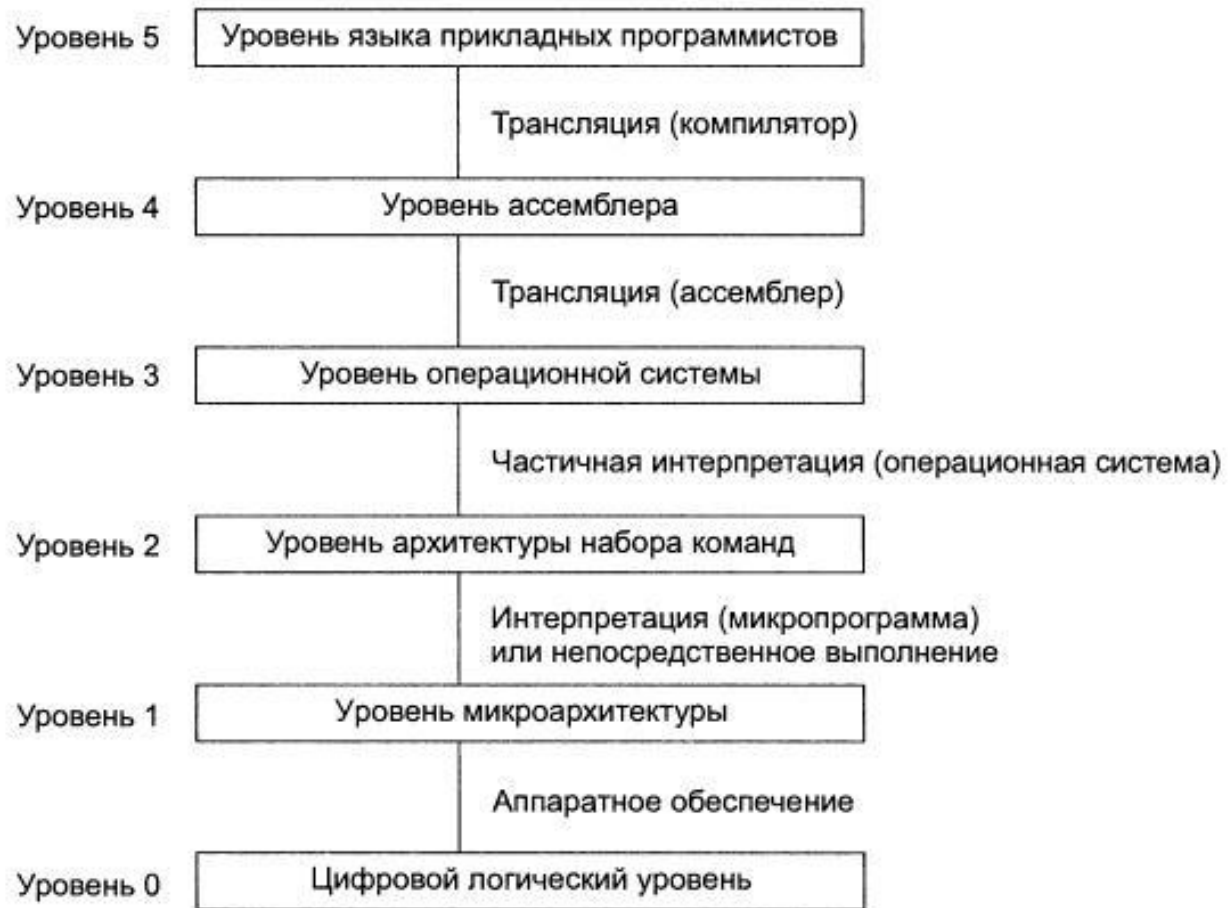 Уровень 5
Уровень языка прикладных программистов
Трансляция (компилятор)
Уровень 4
Уровень ассемблера
Трансляция (ассемблер)
Уровень 3
Уровень операционной системы
Частичная интерпретация (операционная система)
Уровень 2
Уровень архитектуры набора команд
Интерпретация (микропрограмма)
или непосредственное выполнение
Уровень 1
Уровень микроархитектуры
Аппаратное обеспечение
Уровень 0
Цифровой логический уровень